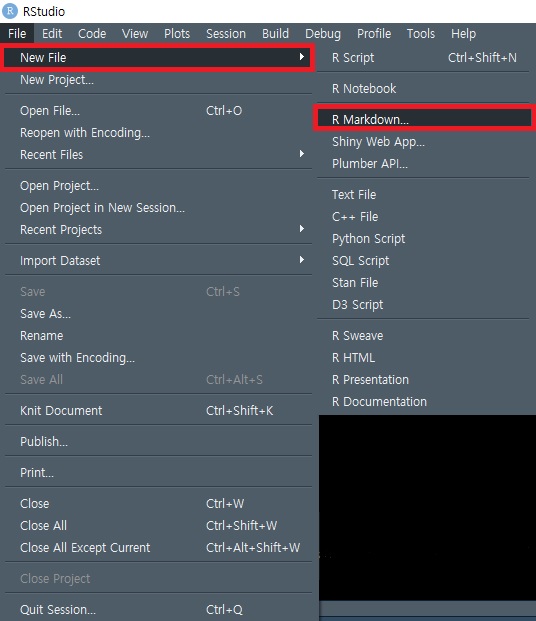 R RStudio
File Edit Code View Plots Session Build Debug Profile Tools Help
New File
New Project...
Open File... Ctrl+O
Reopen with Encoding...
Recent Files
Open Project...
Open Project in New Session...
Recent Projects
Import Dataset
Save Ctrl+S
Save As...
Rename
Save with Encoding...
Save All Ctrl+Alt+S
Knit Document Ctrl+Shift+K
Publish...
Print...
Close Ctrl+W
Close All Ctrl+Shift+W
Close All Except Current Ctrl+Alt+Shift+W
Close Project
Quit Session... Ctrl+Q
R Script Ctrl+Shift+N
R Notebook
R Markdown...
Shiny Web App...
Plumber API...
Text File
C++ File
Python Script
SQL Script
Stan File
D3 Script
R Sweave
R HTML
R Presentation
R Documentation